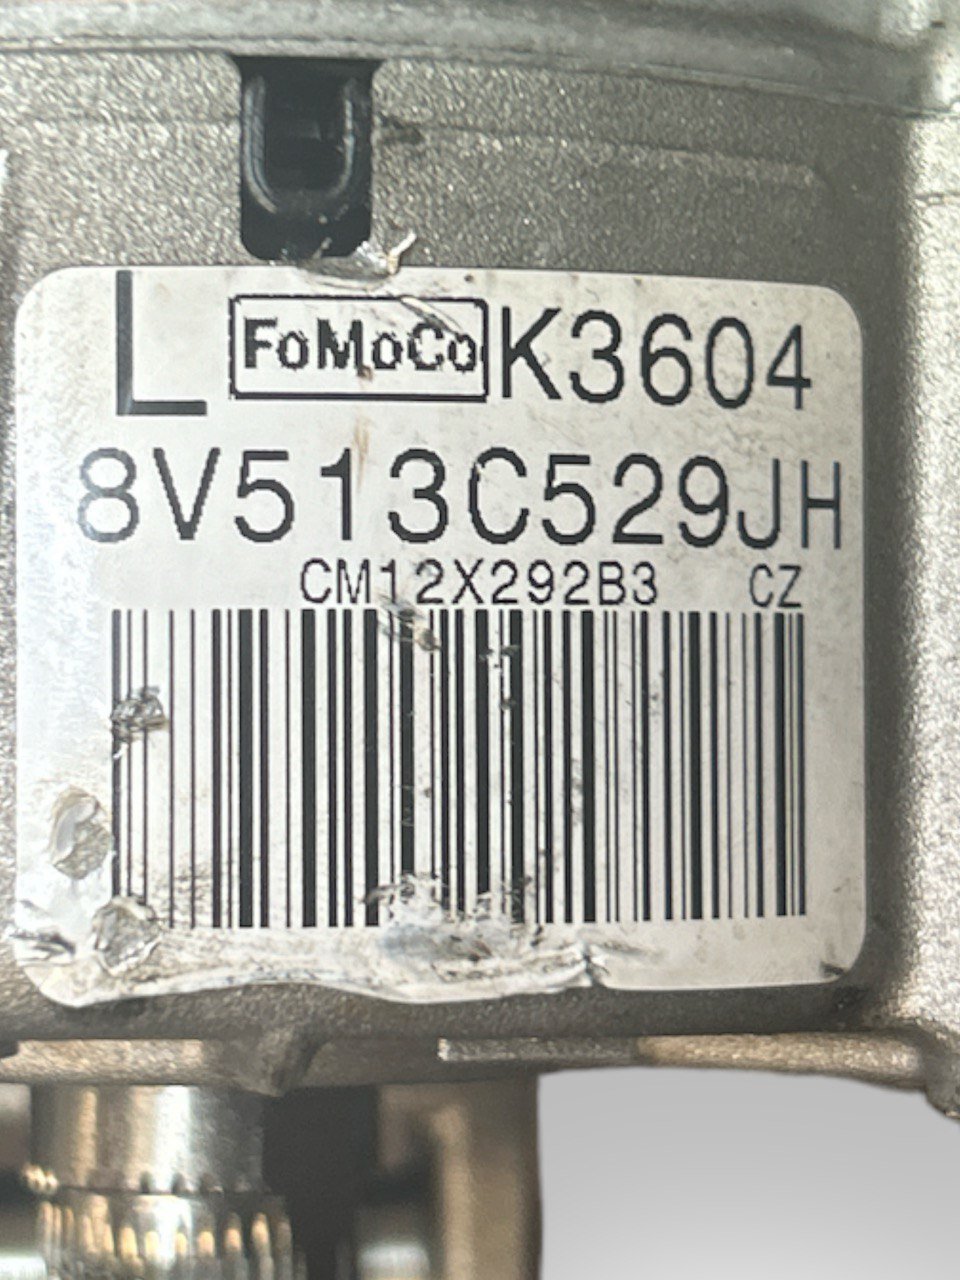 L FoMoCo K3604
8V513C529JH
CM12X292B3 CZ